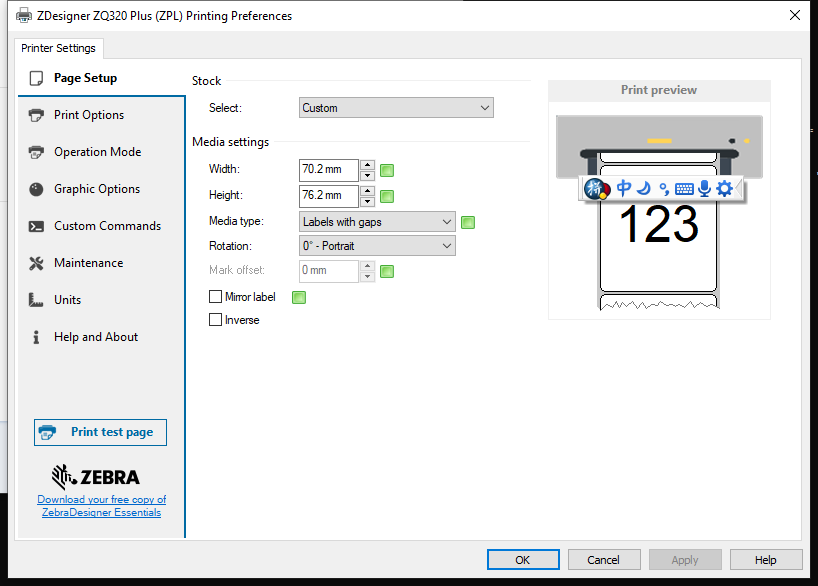 ZDesigner ZQ320 Plus (ZPL) Printing Preferences
Printer Settings
Page Setup
Print Options
Operation Mode
Graphic Options
Custom Commands
Maintenance
Units
Help and About
Print test page
ZEBRA
Download your free copy of
ZebraDesigner Essentials
Stock
Select: Custom
Media settings
Width: 70.2 mm
Height: 76.2 mm
Media type: Labels with gaps
Rotation: 0° - Portrait
Mark offset: 0 mm
Mirror label
Inverse
Print preview
拼 中
123
OK Cancel Apply Help